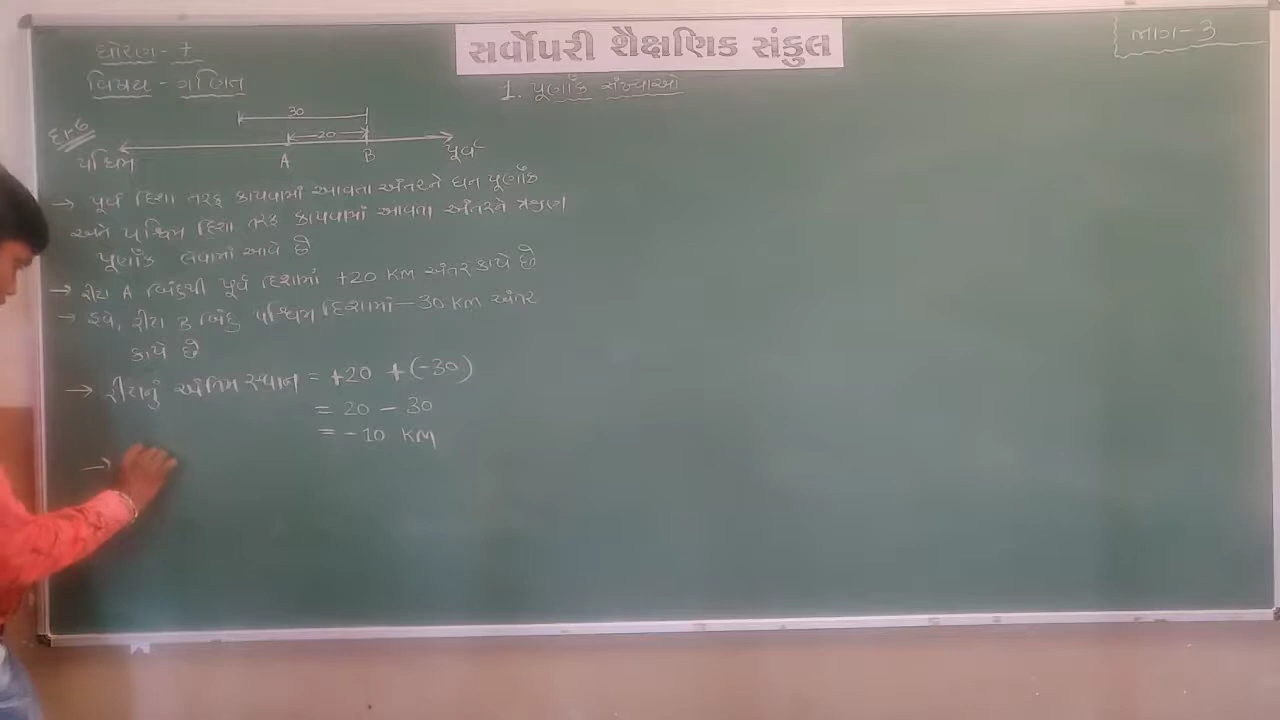 સર્વોપરી શૈક્ષણિક સંકુલ
ભાગ-૩
ધોરણ - 7
વિષય - ગણિત
1. પૂર્ણાંક સંખ્યાઓ
દા-6
30
20
પશ્ચિમ A B પૂર્વ
→ પૂર્વ દિશા તરફ કાપવામાં આવતા અંતરને ધન પૂર્ણાંક
અને પશ્ચિમ દિશા તરફ કાપવામાં આવતા અંતરને ઋણ
પૂર્ણાંક લેવામાં આવે છે
→ રીટા A બિંદુથી પૂર્વ દિશામાં +20 KM અંતર કાપે છે
→ હવે, રીટા B બિંદુ પશ્ચિમ દિશામાં -30 KM અંતર
કાપે છે
→ રીટાનું અંતિમ સ્થાન = +20 + (-30)
= 20 - 30
= -10 KM
→